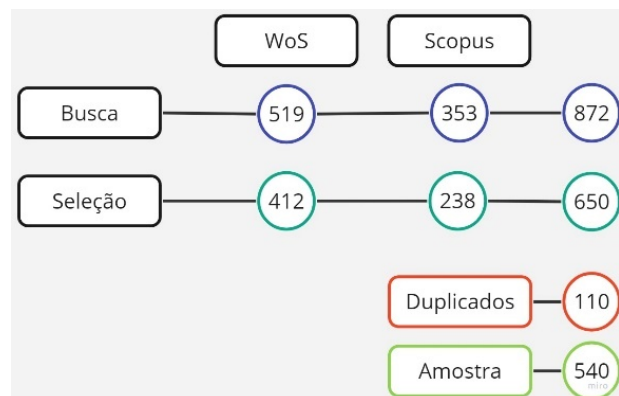 WoS Scopus
Busca 519 353 872
Seleção 412 238 650
Duplicados 110
Amostra 540
miro